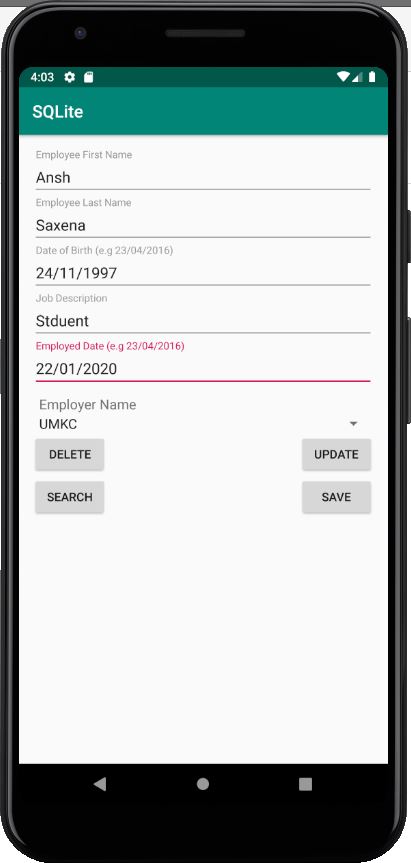 4:03
SQLite
Employee First Name
Ansh
Employee Last Name
Saxena
Date of Birth (e.g 23/04/2016)
24/11/1997
Job Description
Stduent
Employed Date (e.g 23/04/2016)
22/01/2020
Employer Name
UMKC
DELETE UPDATE
SEARCH SAVE